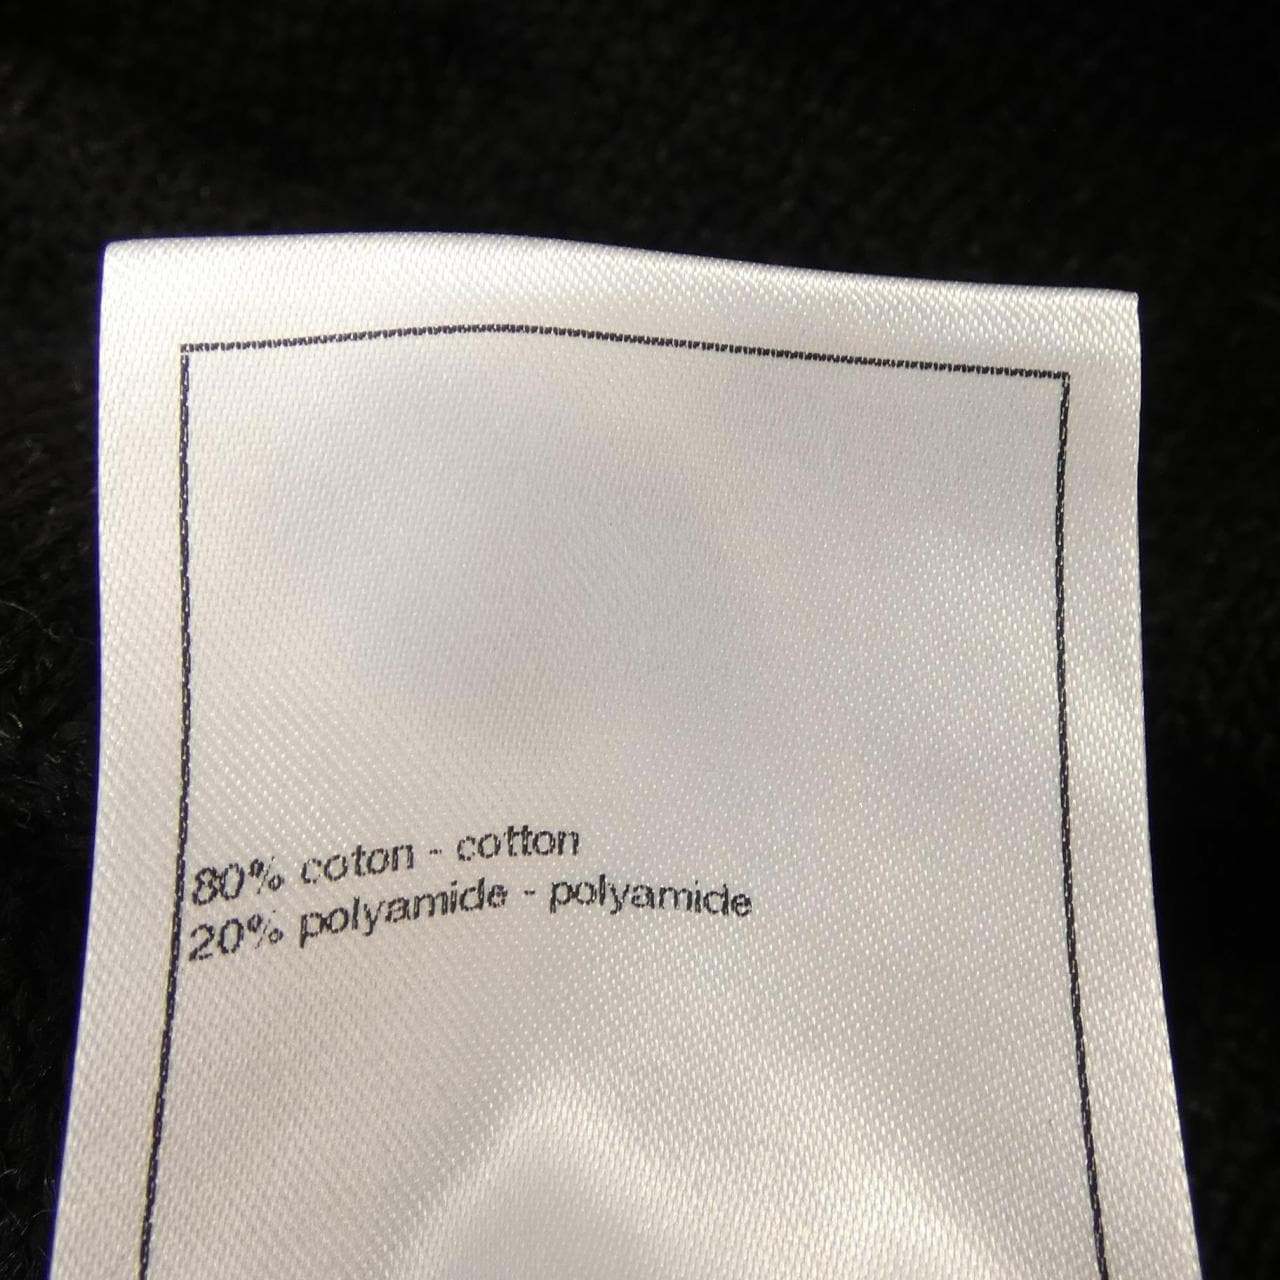 80% coton - cotton
20% polyamide - polyamide